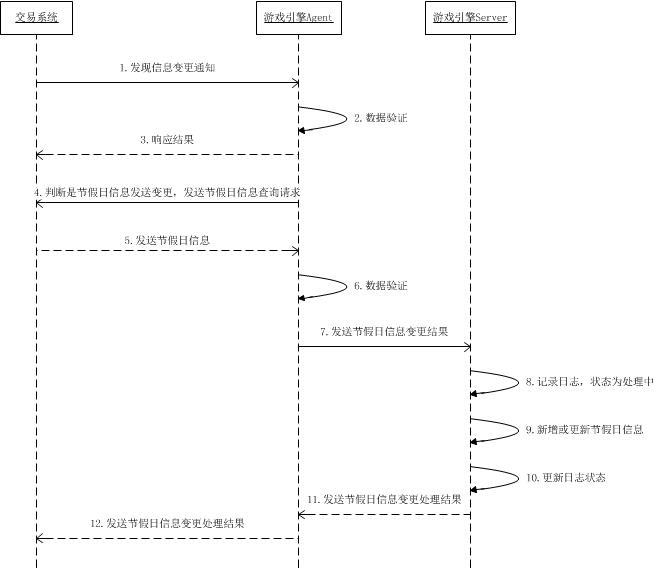 交易系统
游戏引擎Agent
游戏引擎Server
1.发现信息变更通知
2.数据验证
3.响应结果
4.判断是节假日信息发送变更，发送节假日信息查询请求
5.发送节假日信息
6.数据验证
7.发送节假日信息变更结果
8.记录日志，状态为处理中
9.新增或更新节假日信息
10.更新日志状态
11.发送节假日信息变更处理结果
12.发送节假日信息变更处理结果